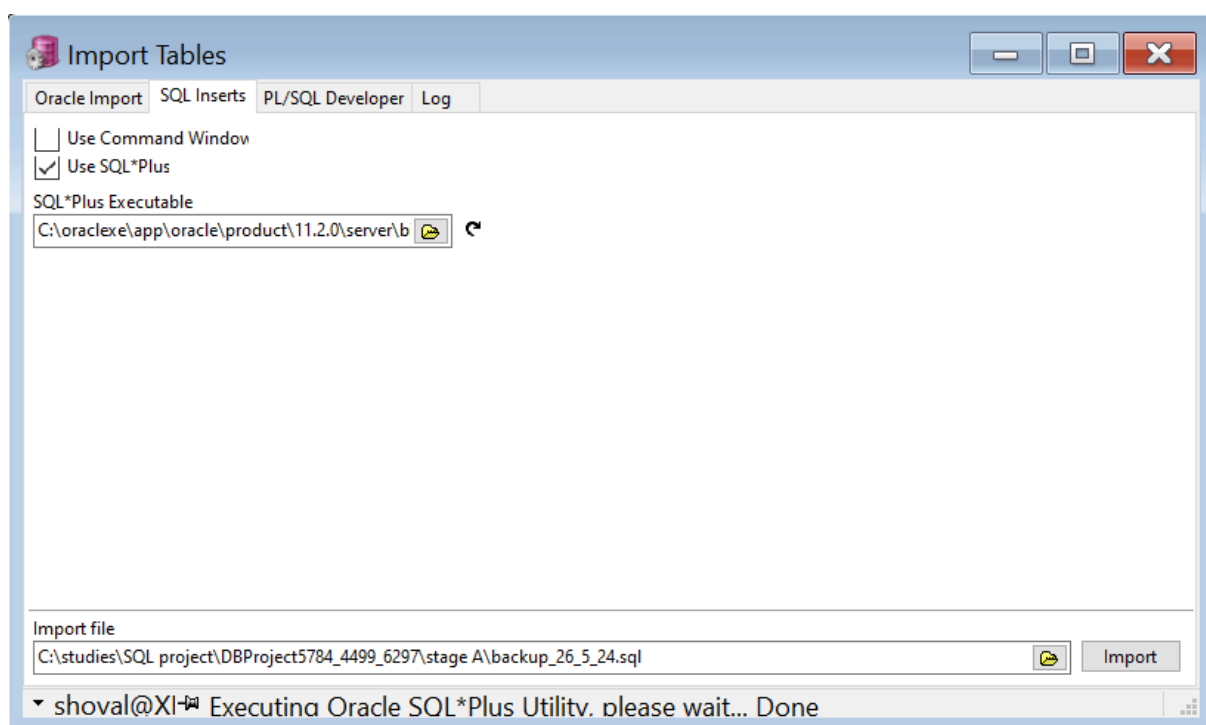 Import Tables
Oracle Import SQL Inserts PL/SQL Developer Log
Use Command Window
Use SQL*Plus
SQL*Plus Executable
C:\oraclexe\app\oracle\product\11.2.0\server\b
Import file
C:\studies\SQL project\DBProject5784_4499_6297\stage A\backup_26_5_24.sql Import
shoval@XI Executing Oracle SQL*Plus Utility, please wait... Done